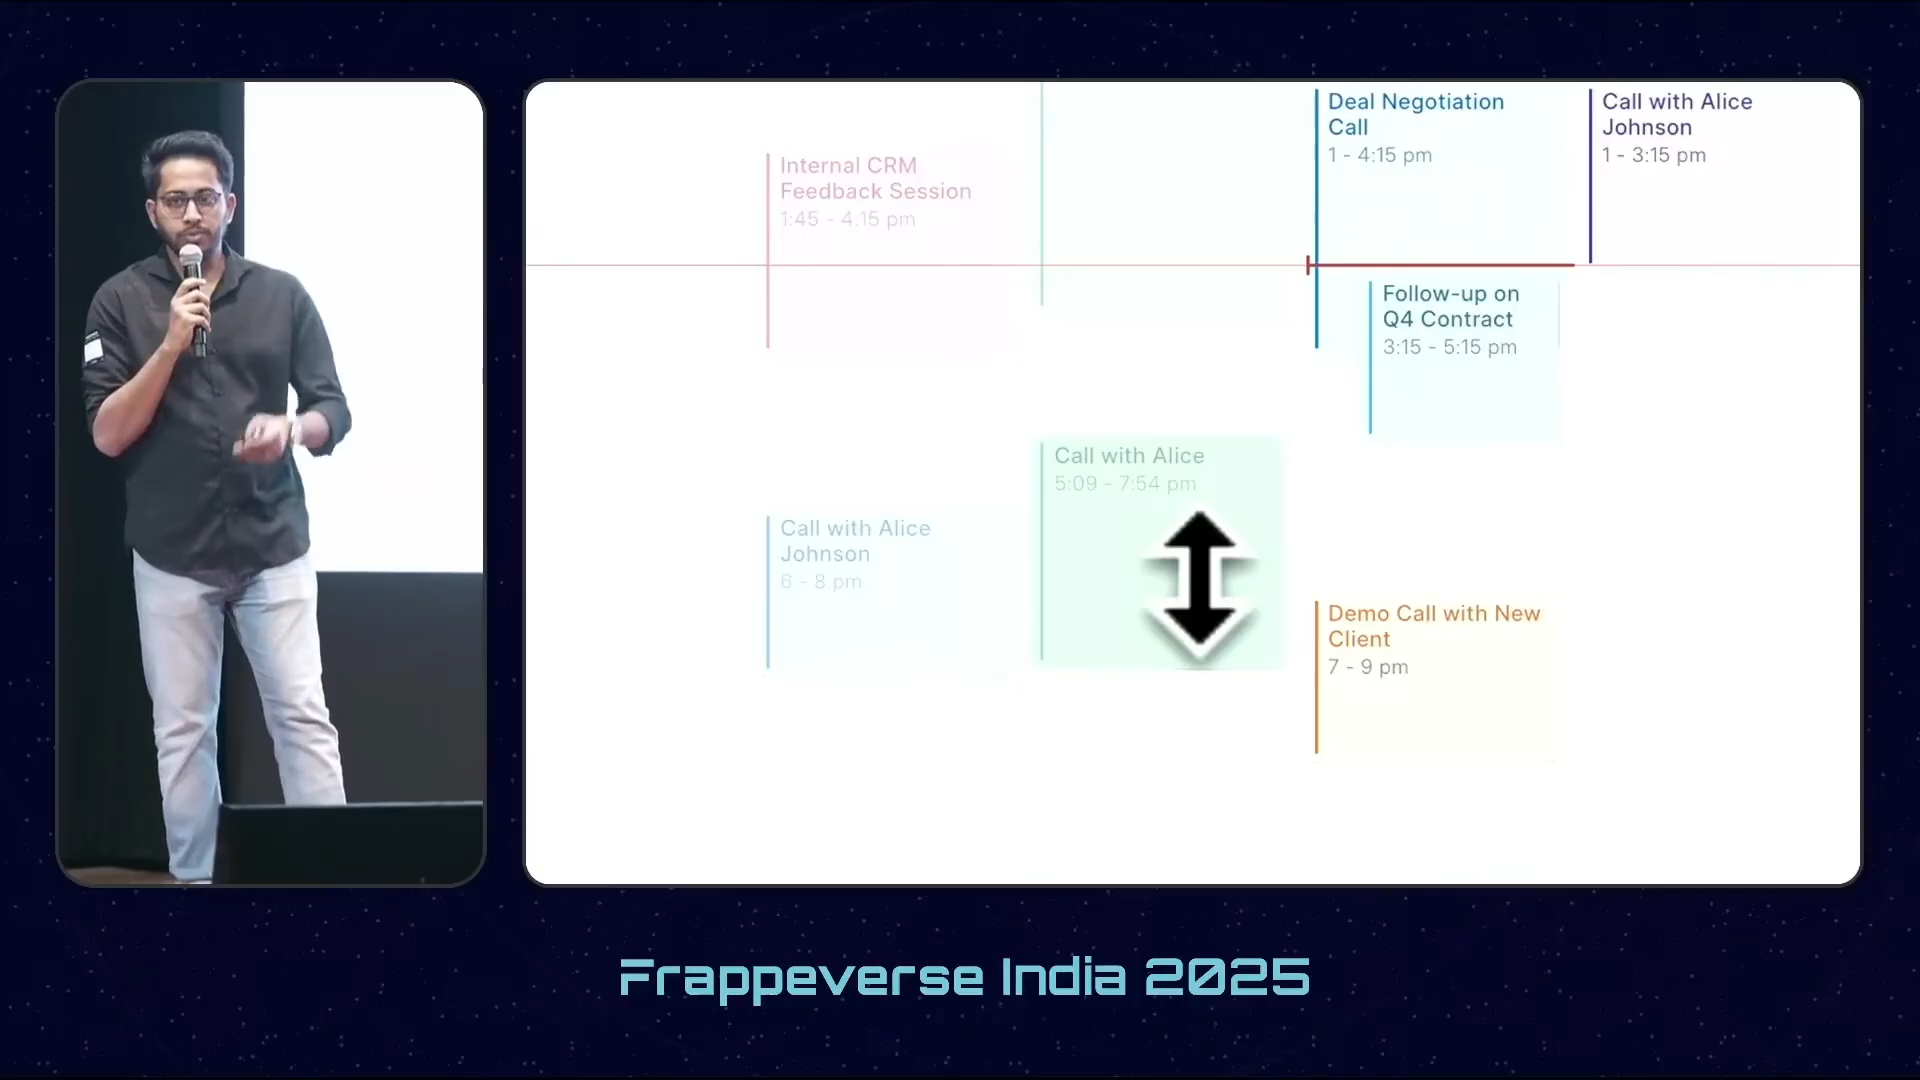 Deal Negotiation
Call
1 - 4:15 pm
Call with Alice
Johnson
1 - 3:15 pm
Internal CRM
Feedback Session
1:45 - 4.15 pm
Follow-up on
Q4 Contract
3:15 - 5:15 pm
Call with Alice
5:09 - 7:54 pm
Call with Alice
Johnson
6 - 8 pm
Demo Call with New
Client
7 - 9 pm
Frappeverse India 2025